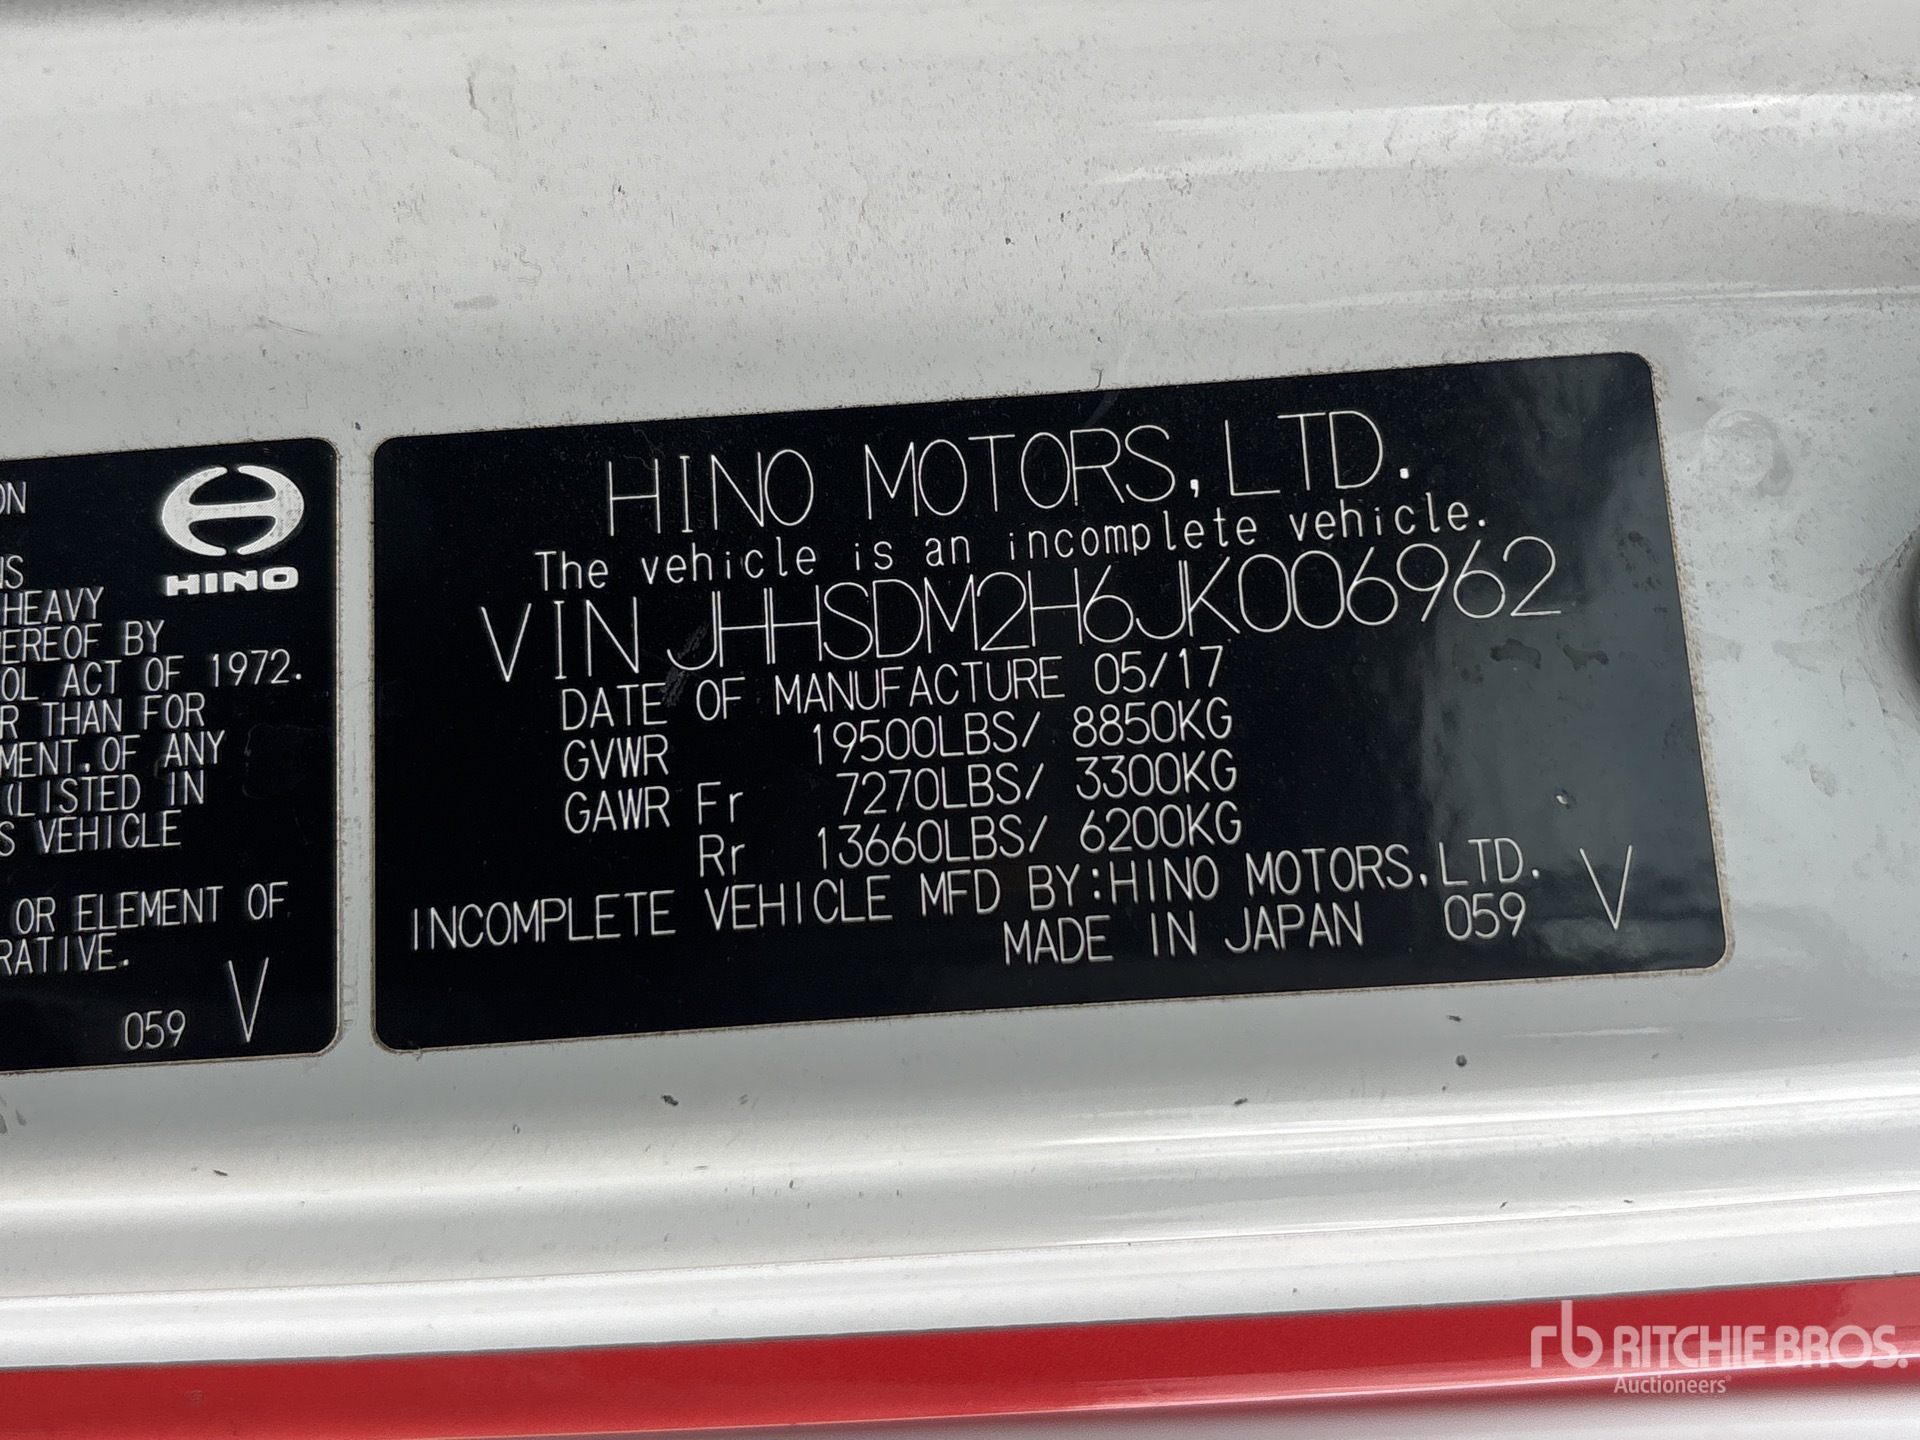 ON
HINO
NS
HEAVY
EREOF BY
OL ACT OF 1972.
R THAN FOR
MENT, OF ANY
(LISTED IN
S VEHICLE
OR ELEMENT OF
RATIVE.
059 V
HINO MOTORS, LTD.
The vehicle is an incomplete vehicle.
VIN JHHSDM2H6JK006962
DATE OF MANUFACTURE 05/17
GVWR 19500LBS/ 8850KG
GAWR Fr 7270LBS/ 3300KG
Rr 13660LBS/ 6200KG
INCOMPLETE VEHICLE MFD BY:HINO MOTORS, LTD.
MADE IN JAPAN 059 V
rb RITCHIE BROS.
Auctioneers